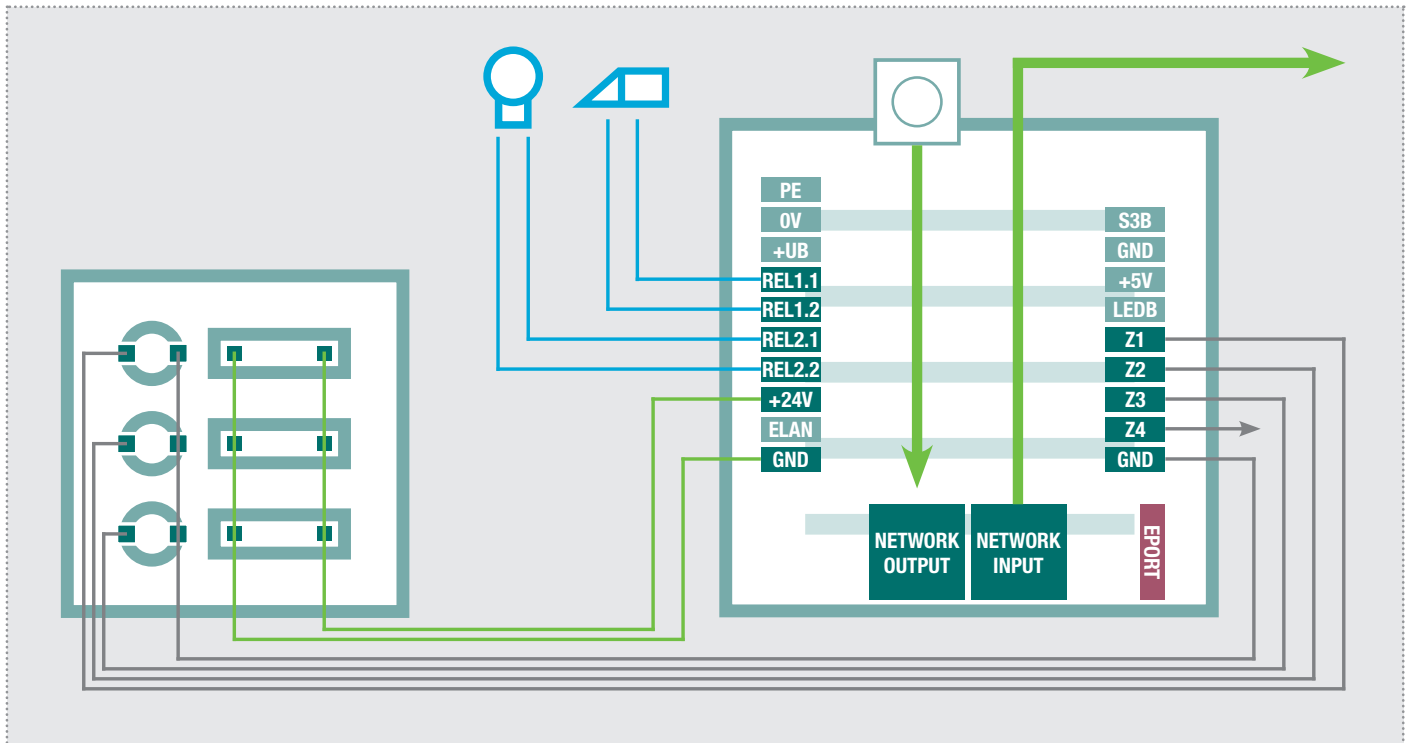 PE
0V
+UB
REL1.1
REL1.2
REL2.1
REL2.2
+24V
ELAN
GND
S3B
GND
+5V
LEDB
Z1
Z2
Z3
Z4
GND
NETWORK
OUTPUT
NETWORK
INPUT
EPORT